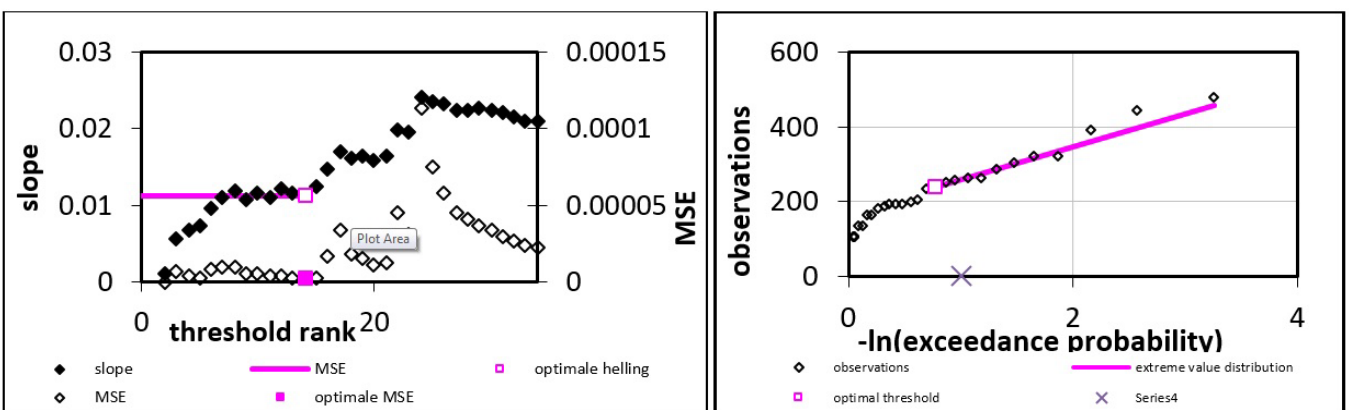 0.03
0.02
0.01
0
slope
0.00015
0.0001
0.00005
0
MSE
Plot Area
0
20
threshold rank
slope
MSE
optimale helling
MSE
optimale MSE
600
400
200
0
observations
0
2
4
-ln(exceedance probability)
observations
extreme value distribution
optimal threshold
Series4